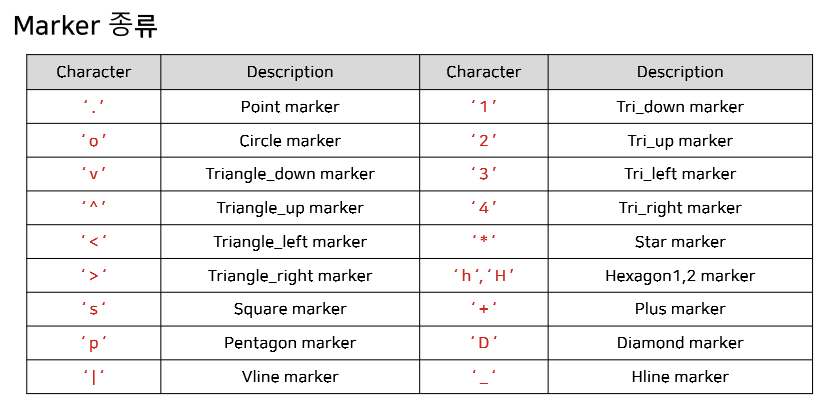 Marker 종류
Character Description Character Description
‘.’ Point marker ‘1’ Tri_down marker
‘o’ Circle marker ‘2’ Tri_up marker
‘v’ Triangle_down marker ‘3’ Tri_left marker
‘^’ Triangle_up marker ‘4’ Tri_right marker
‘<‘ Triangle_left marker ‘*‘ Star marker
‘>‘ Triangle_right marker ‘h‘,‘H’ Hexagon1,2 marker
‘s‘ Square marker ‘+‘ Plus marker
‘p‘ Pentagon marker ‘D’ Diamond marker
‘|‘ Vline marker ‘_‘ Hline marker